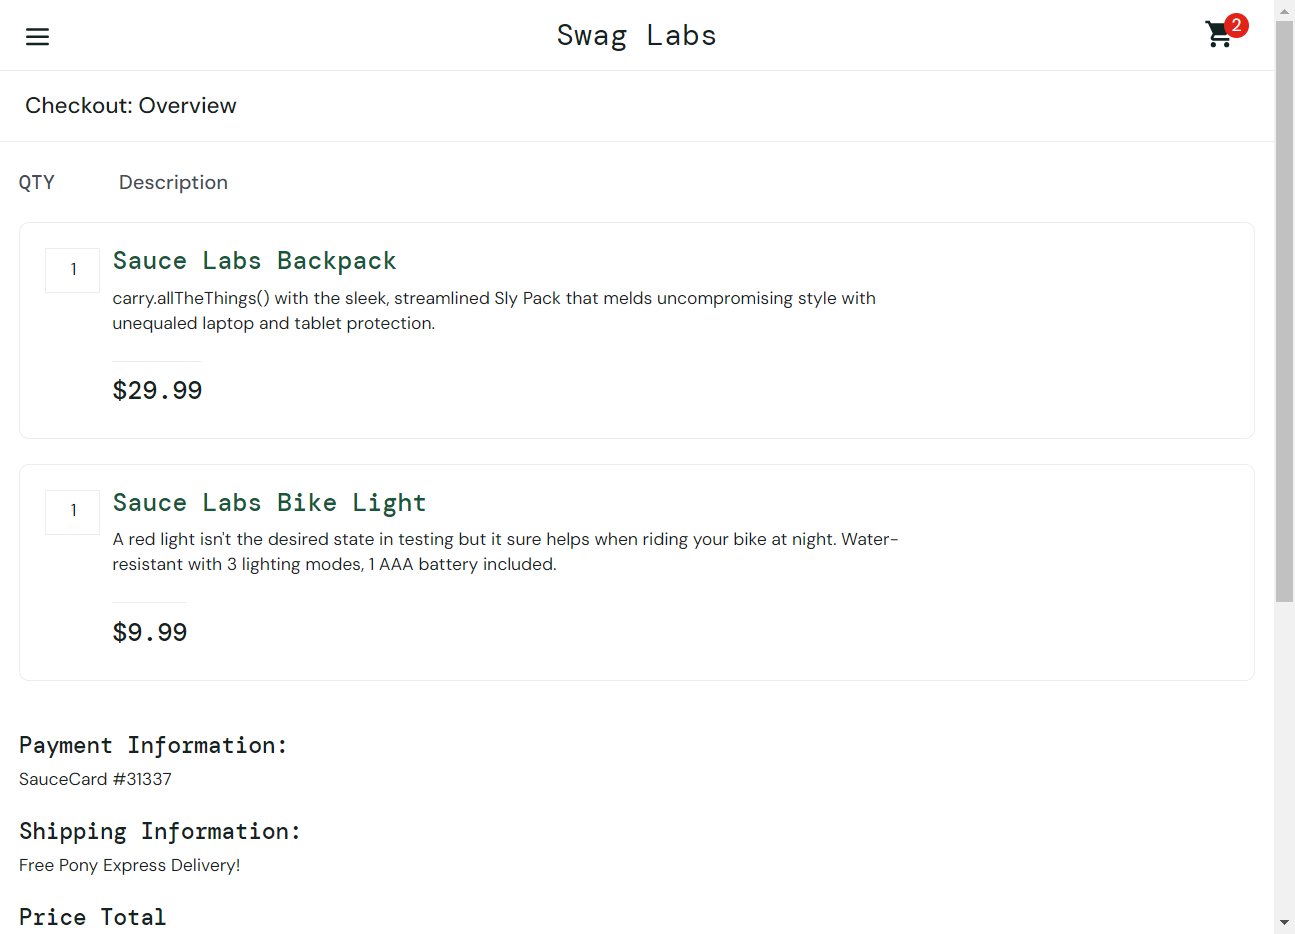 Swag Labs
2
Checkout: Overview
QTY Description
1
Sauce Labs Backpack
carry.allTheThings() with the sleek, streamlined Sly Pack that melds uncompromising style with
unequaled laptop and tablet protection.
$29.99
1
Sauce Labs Bike Light
A red light isn't the desired state in testing but it sure helps when riding your bike at night. Water-
resistant with 3 lighting modes, 1 AAA battery included.
$9.99
Payment Information:
SauceCard #31337
Shipping Information:
Free Pony Express Delivery!
Price Total